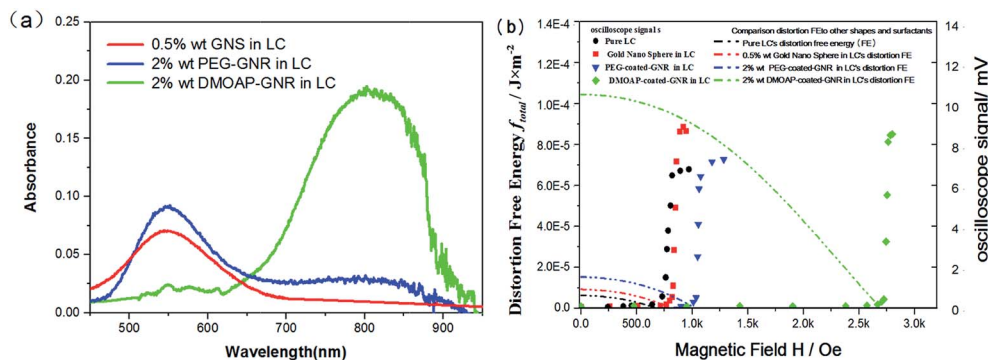 (a)
0.25
0.20
0.15
0.10
0.05
0.00
Absorbance
0.5% wt GNS in LC
2% wt PEG-GNR in LC
2% wt DMOAP-GNR in LC
500
600
700
800
900
Wavelength(nm)
(b)
1.4E-4
1.2E-4
1.0E-4
8.0E-5
6.0E-5
4.0E-5
2.0E-5
0.0
Distortion Free Energy f_total / J×m⁻²
oscilloscope signal s
Pure LC
Gold Nano Sphere in LC
PEG-coated-GNR in LC
DMOAP-coated-GNR in LC
Comparison distortion FEto other shapes and surfactants
Pure LC's distortion free energy (FE)
0.5% wt Gold Nano Sphere in LC's distortion FE
2% wt PEG-coated-GNR in LC's distortion FE
2% wt DMOAP-coated-GNR in LC's distortion FE
14
12
10
8
6
4
2
0
oscilloscope signal/ mV
0.0
500.0
1.0k
1.5k
2.0k
2.5k
3.0k
Magnetic Field H / Oe